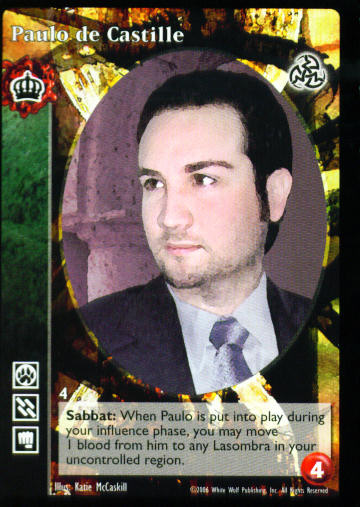 Paulo de Castille
4
Sabbat: When Paulo is put into play during
your influence phase, you may move
1 blood from him to any Lasombra in your
uncontrolled region.
4
Illus: Katie McCaskill
©2006 White Wolf Publishing, Inc. All Rights Reserved